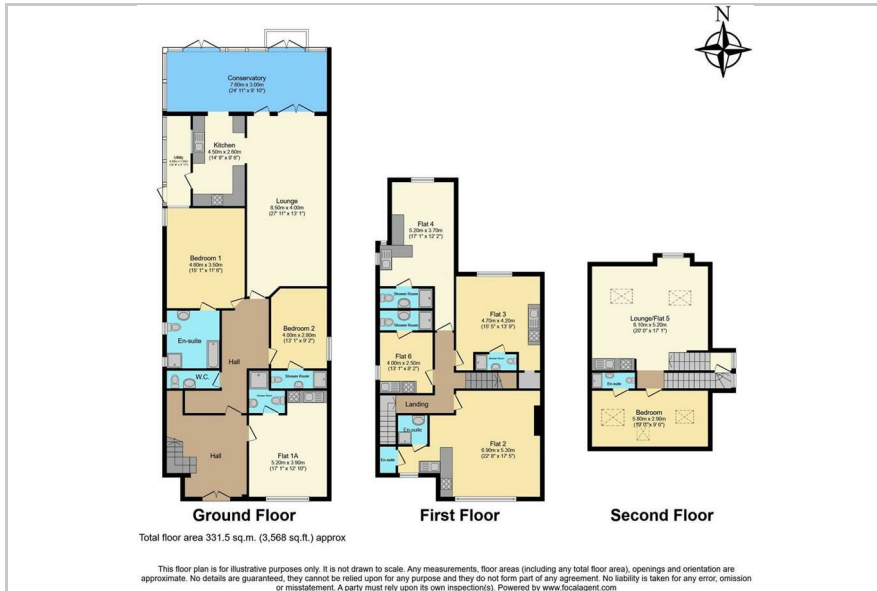 N
Conservatory
7.60m x 3.00m
(24' 11" x 9' 10")
Kitchen
4.50m x 2.60m
(14' 9" x 8' 6")
Utility
Lounge
8.50m x 4.00m
(27' 11" x 13' 1")
Bedroom 1
4.60m x 3.50m
(15' 1" x 11' 6")
Bedroom 2
4.00m x 2.80m
(13' 1" x 9' 2")
En-suite
Hall
W.C.
Shower Room
Shower Room
Hall
Flat 1A
5.20m x 3.90m
(17' 1" x 12' 10")
Ground Floor
Flat 4
5.20m x 3.70m
(17' 1" x 12' 2")
Shower Room
Shower Room
Flat 3
4.70m x 4.20m
(15' 5" x 13' 9")
Flat 6
4.00m x 2.50m
(13' 1" x 8' 2")
Shower Room
Landing
En-suite
En-suite
Flat 2
6.90m x 5.30m
(22' 8" x 17' 5")
First Floor
Lounge/Flat 5
6.10m x 5.20m
(20' 0" x 17' 1")
En-suite
Bedroom
5.80m x 2.90m
(19' 0" x 9' 6")
Second Floor
Total floor area 331.5 sq.m. (3,568 sq.ft.) approx
This floor plan is for illustrative purposes only. It is not drawn to scale. Any measurements, floor areas (including any total floor area), openings and orientation are
approximate. No details are guaranteed, they cannot be relied upon for any purpose and they do not form part of any agreement. No liability is taken for any error, omission
or misstatement. A party must rely upon its own inspection(s). Powered by www.focalagent.com